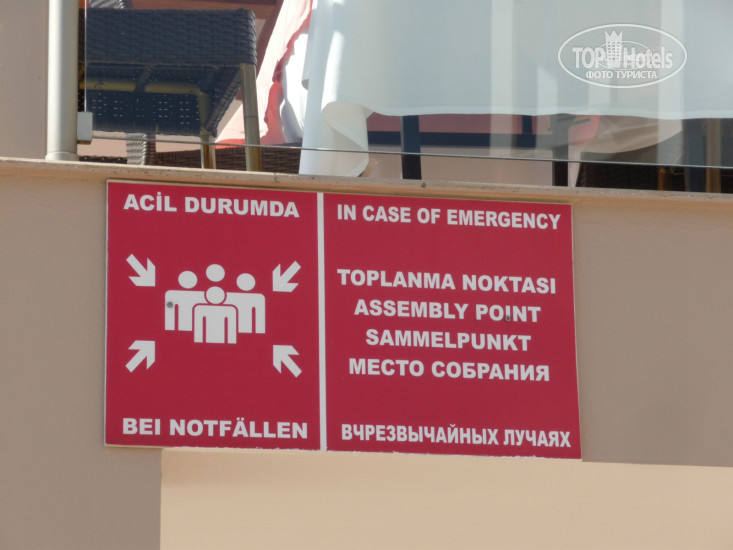 TOP Hotels
ФОТО ТУРИСТА
ACİL DURUMDA
BEI NOTFÄLLEN
IN CASE OF EMERGENCY
TOPLANMA NOKTASI
ASSEMBLY POINT
SAMMELPUNKT
МЕСТО СОБРАНИЯ
ВЧРЕЗВЫЧАЙНЫХ ЛУЧАЯХ